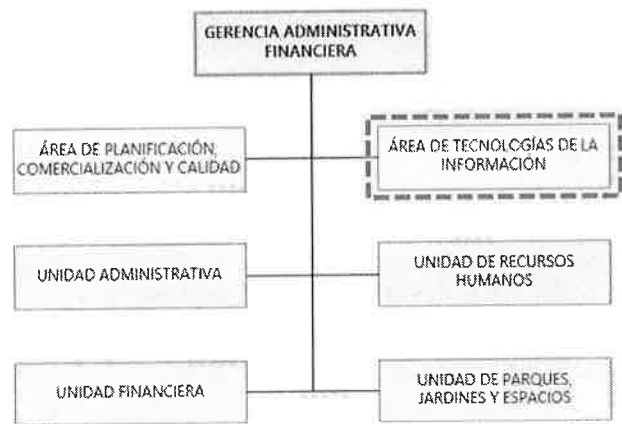 GERENCIA ADMINISTRATIVA
FINANCIERA
ÁREA DE PLANIFICACIÓN,
COMERCIALIZACIÓN Y CALIDAD
ÁREA DE TECNOLOGÍAS DE LA
INFORMACIÓN
UNIDAD ADMINISTRATIVA
UNIDAD DE RECURSOS
HUMANOS
UNIDAD FINANCIERA
UNIDAD DE PARQUES,
JARDINES Y ESPACIOS